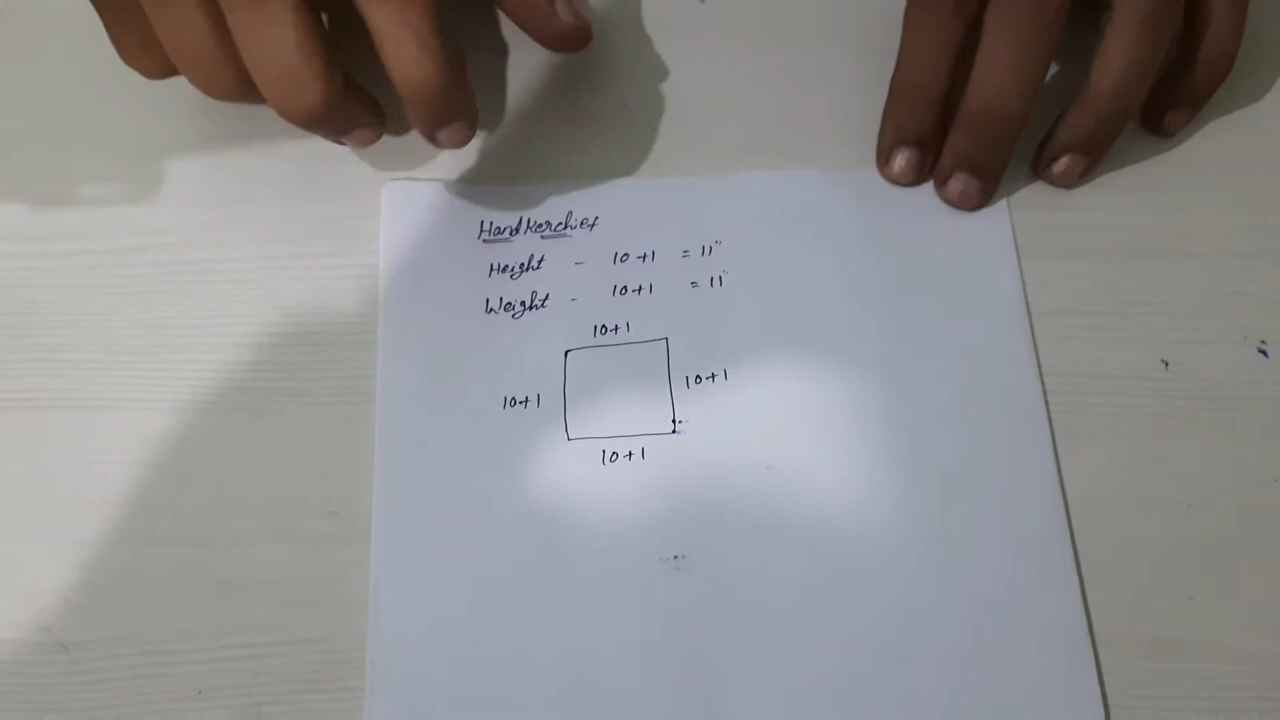 Handkerchief
Height - 10+1 = 11"
Weight - 10+1 = 11"
10+1
10+1
10+1
10+1